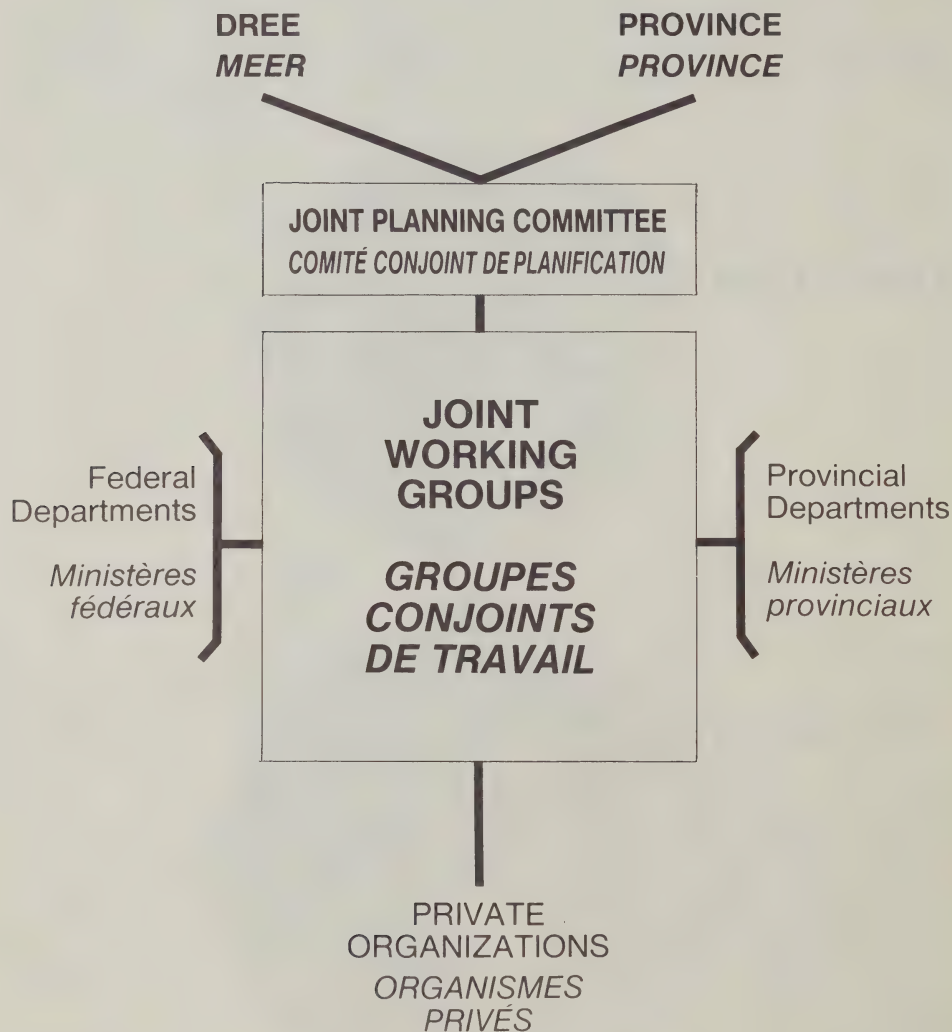 DREE
MEER
PROVINCE
PROVINCE
JOINT PLANNING COMMITTEE
COMITÉ CONJOINT DE PLANIFICATION
JOINT
WORKING
GROUPS
GROUPES
CONJOINTS
DE TRAVAIL
Federal
Departments
Ministères
fédéraux
Provincial
Departments
Ministères
provinciaux
PRIVATE
ORGANIZATIONS
ORGANISMES
PRIVÉS